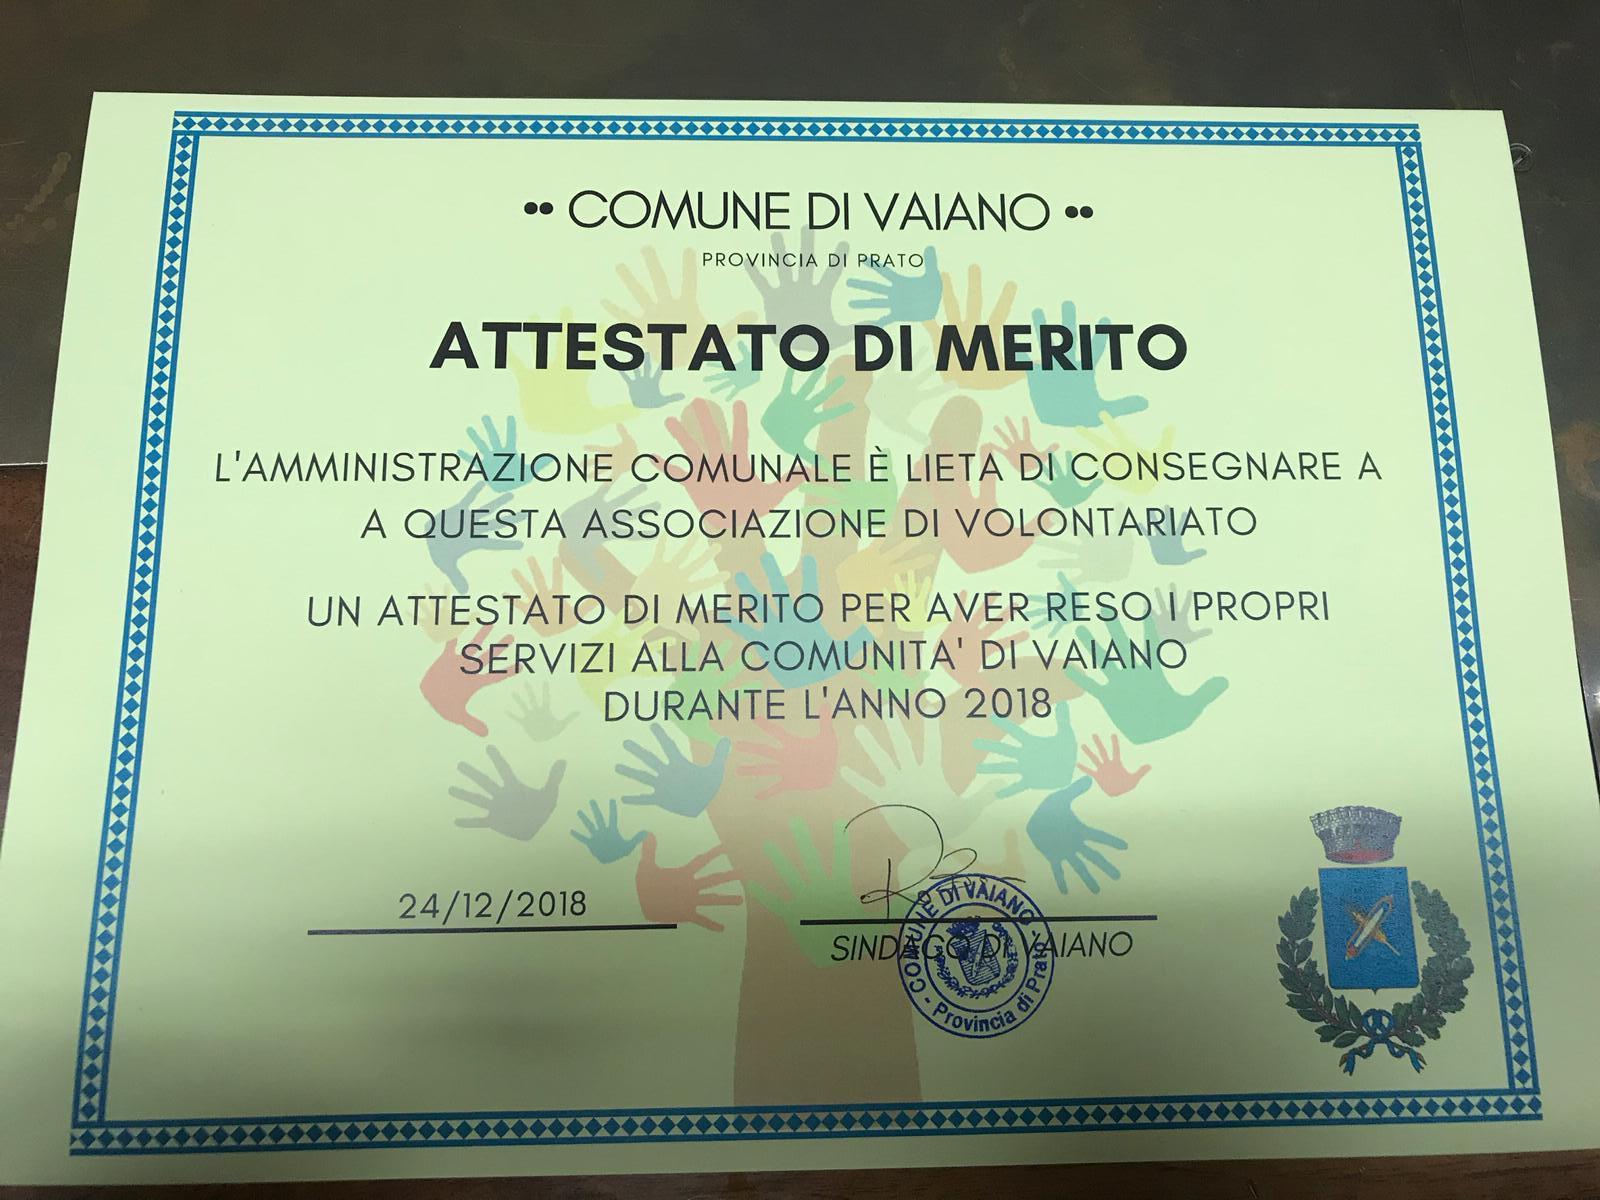 •• COMUNE DI VAIANO ••
PROVINCIA DI PRATO
ATTESTATO DI MERITO
L'AMMINISTRAZIONE COMUNALE È LIETA DI CONSEGNARE A
A QUESTA ASSOCIAZIONE DI VOLONTARIATO
UN ATTESTATO DI MERITO PER AVER RESO I PROPRI
SERVIZI ALLA COMUNITA' DI VAIANO
DURANTE L'ANNO 2018
24/12/2018
SINDACO DI VAIANO
COMUNE DI VAIANO - Provincia di Prato -